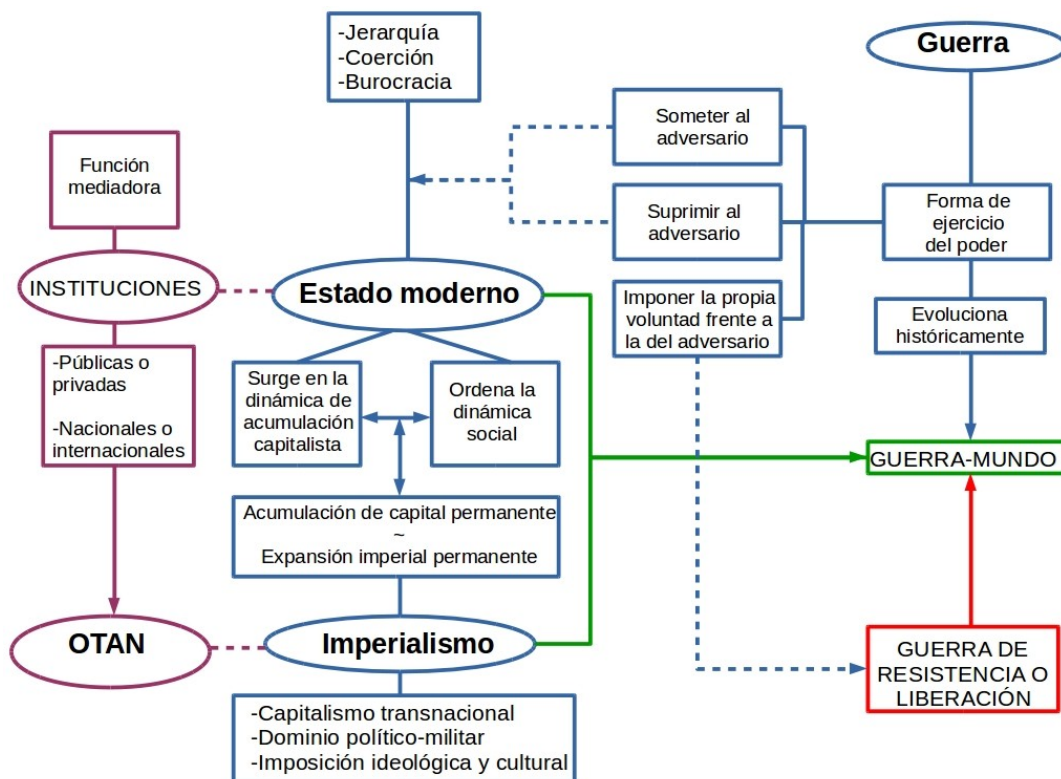 -Jerarquía
-Coerción
-Burocracia
Guerra
Función
mediadora
Someter al
adversario
Suprimir al
adversario
Forma de
ejercicio
del poder
INSTITUCIONES
Estado moderno
Imponer la propia
voluntad frente a
la del adversario
Evoluciona
históricamente
-Públicas o
privadas
-Nacionales o
internacionales
Surge en la
dinámica de
acumulación
capitalista
Ordena la
dinámica
social
GUERRA-MUNDO
Acumulación de capital permanente
~
Expansión imperial permanente
OTAN
Imperialismo
GUERRA DE
RESISTENCIA O
LIBERACIÓN
-Capitalismo transnacional
-Dominio político-militar
-Imposición ideológica y cultural